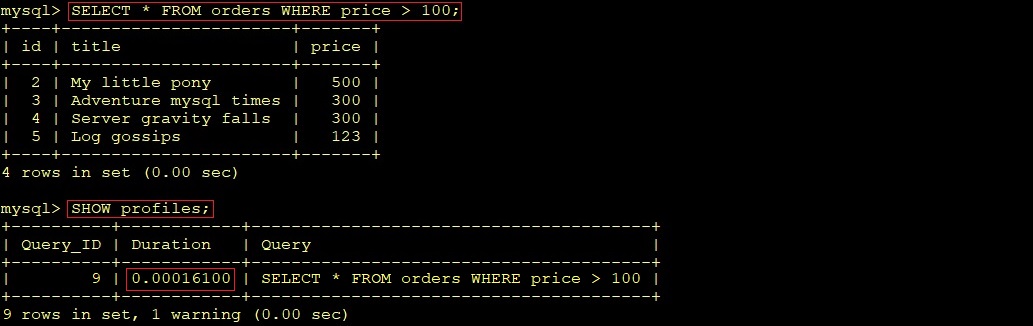 mysql> SELECT * FROM orders WHERE price > 100;
+----+-----------------------+-------+
| id | title                 | price |
+----+-----------------------+-------+
|  2 | My little pony        |   500 |
|  3 | Adventure mysql times |   300 |
|  4 | Server gravity falls  |   300 |
|  5 | Log gossips           |   123 |
+----+-----------------------+-------+
4 rows in set (0.00 sec)
mysql> SHOW profiles;
+----------+------------+----------------------------------------+
| Query_ID | Duration   | Query                                  |
+----------+------------+----------------------------------------+
|        9 | 0.00016100 | SELECT * FROM orders WHERE price > 100 |
+----------+------------+----------------------------------------+
9 rows in set, 1 warning (0.00 sec)